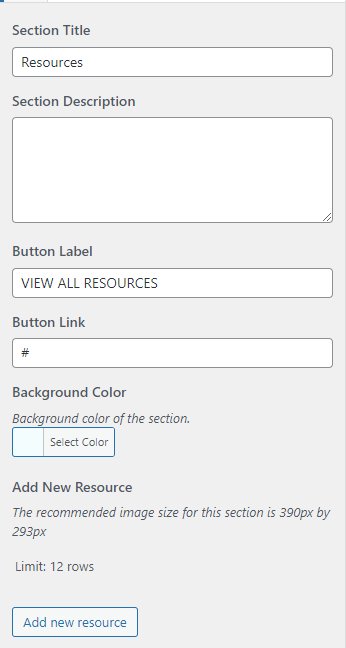 Section Title
Resources
Section Description
Button Label
VIEW ALL RESOURCES
Button Link
#
Background Color
Background color of the section.
Select Color
Add New Resource
The recommended image size for this section is 390px by
293px
Limit: 12 rows
Add new resource